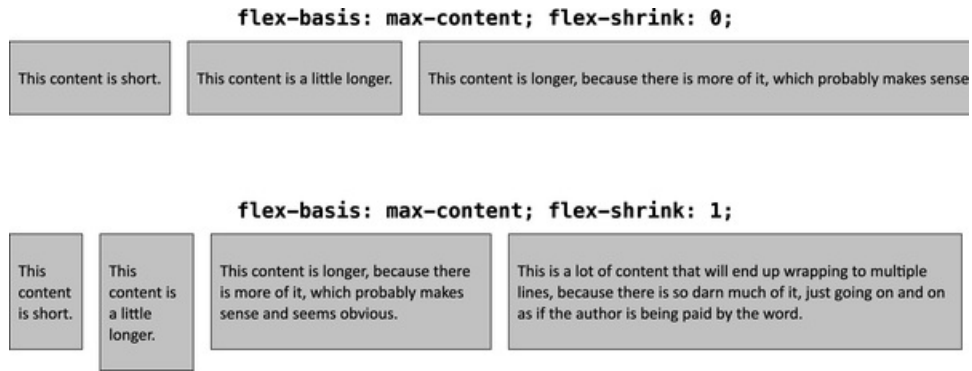 flex-basis: max-content; flex-shrink: 0;
This content is short.
This content is a little longer.
This content is longer, because there is more of it, which probably makes sense
flex-basis: max-content; flex-shrink: 1;
This
content
is short.
This
content is
a little
longer.
This content is longer, because there
is more of it, which probably makes
sense and seems obvious.
This is a lot of content that will end up wrapping to multiple
lines, because there is so darn much of it, just going on and on
as if the author is being paid by the word.